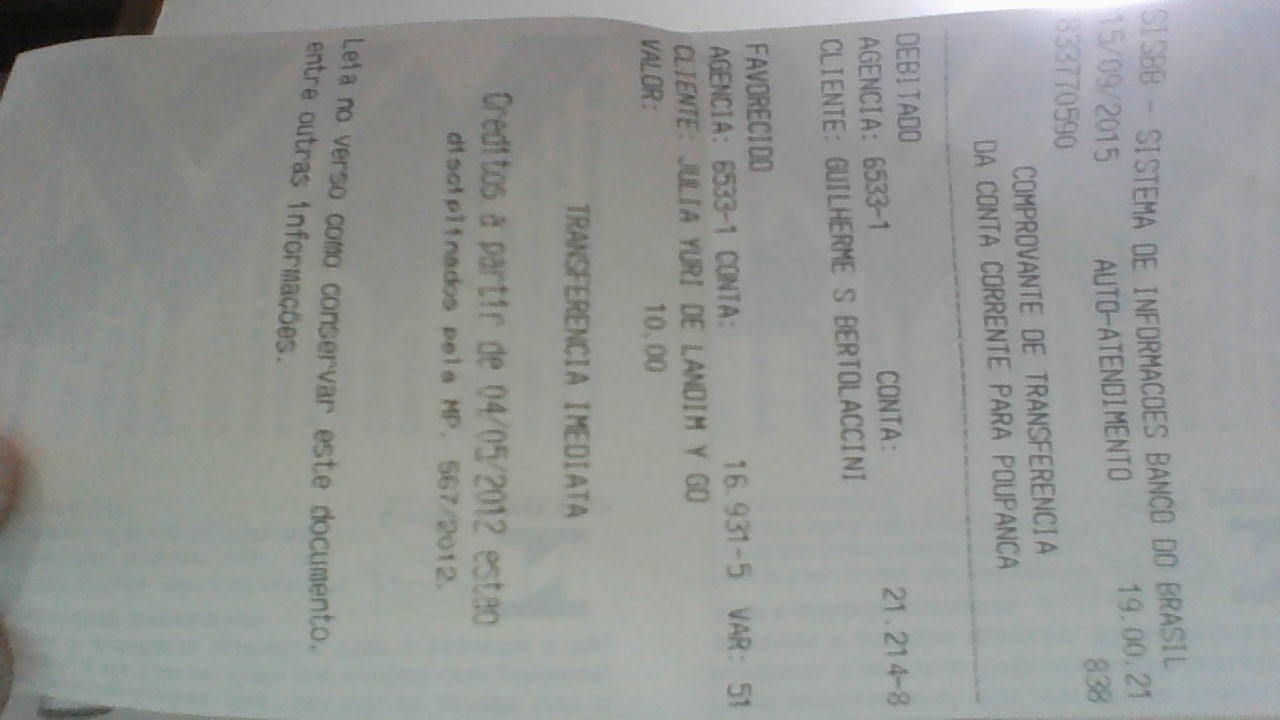 SISBB - SISTEMA DE INFORMACOES BANCO DO BRASIL
15/09/2015 AUTO-ATENDIMENTO 19.00.21
833770590 838
COMPROVANTE DE TRANSFERENCIA
DA CONTA CORRENTE PARA POUPANCA
DEBITADO
AGENCIA: 6533-1 CONTA: 21.214-8
CLIENTE: GUILHERME S BERTOLACCINI
FAVORECIDO
AGENCIA: 6533-1 CONTA: 16.931-5 VAR: 51
CLIENTE: JULIA YURI DE LANDIM Y GO
VALOR: 10.00
TRANSFERENCIA IMEDIATA
Creditos a partir de 04/05/2012 estao
disciplinados pela MP. 567/2012.
Leia no verso como conservar este documento.
entre outras informações.